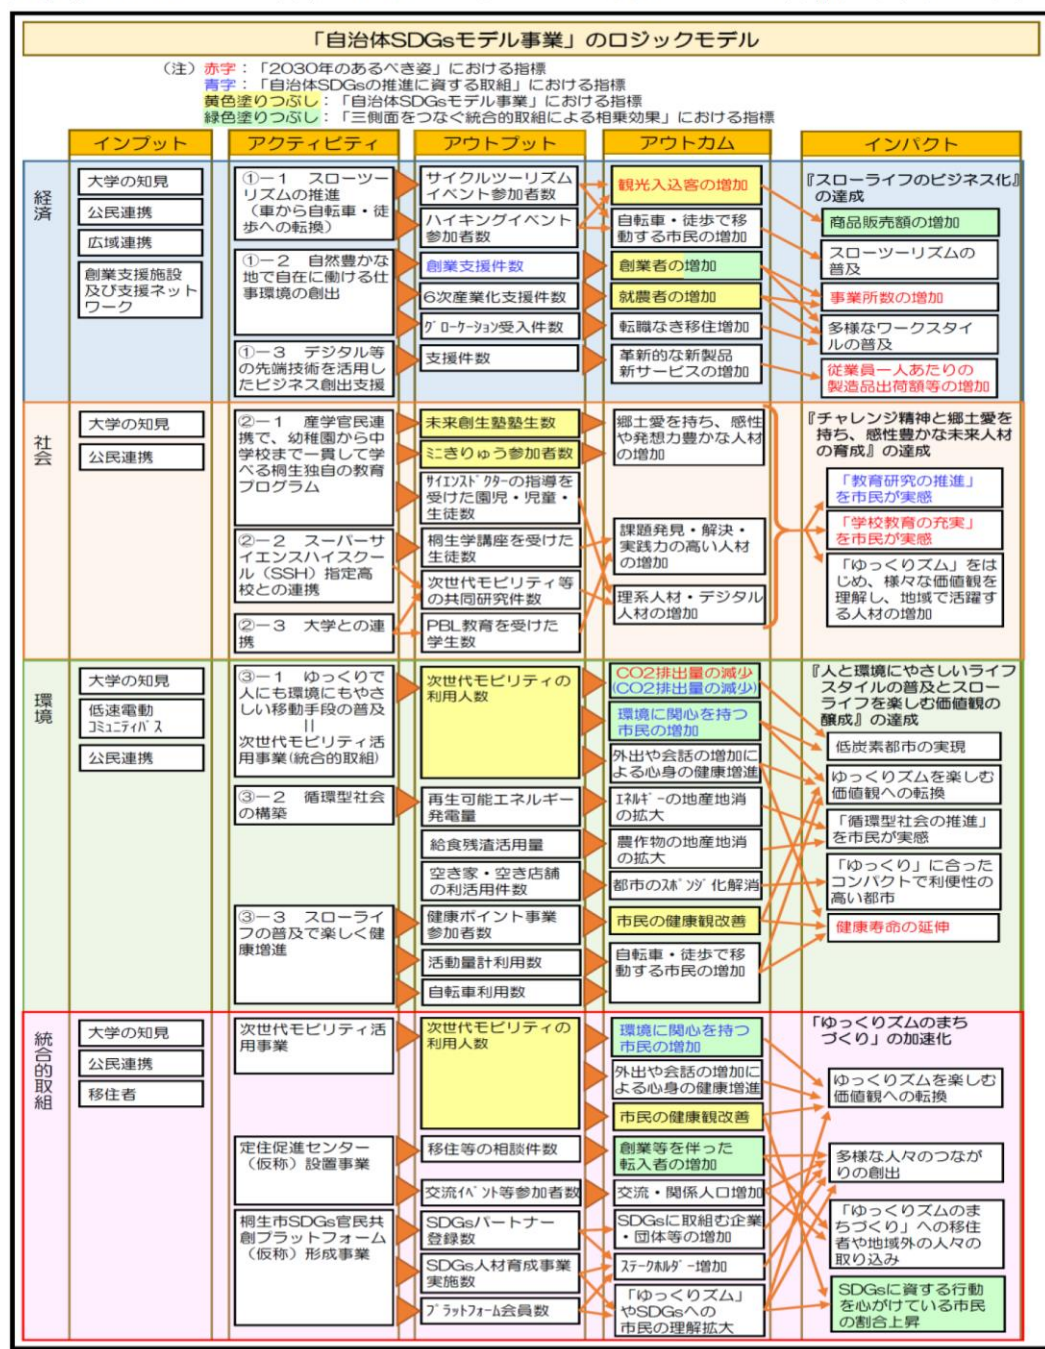 「自治体SDGsモデル事業」のロジックモデル
（注）赤字：「2030年のあるべき姿」における指標
青字：「自治体SDGsの推進に資する取組」における指標
黄色塗りつぶし：「自治体SDGsモデル事業」における指標
緑色塗りつぶし：「三側面をつなぐ統合的取組による相乗効果」における指標
インプット
アクティビティ
アウトプット
アウトカム
インパクト
経済
大学の知見
公民連携
広域連携
創業支援施設
及び支援ネット
ワーク
①－1　スローツー
リズムの推進
（車から自転車・徒
歩への転換）
①－2　自然豊かな
地で自在に働ける仕
事環境の創出
①－3　デジタル等
の先端技術を活用し
たビジネス創出支援
サイクルツーリズム
イベント参加者数
ハイキングイベント
参加者数
創業支援件数
6次産業化支援件数
グローケーション受入件数
支援件数
観光入込客の増加
自転車・徒歩で移
動する市民の増加
創業者の増加
就農者の増加
転職なき移住増加
革新的な新製品
新サービスの増加
『スローライフのビジネス化』
の達成
商品販売額の増加
スローツーリズムの
普及
事業所数の増加
多様なワークスタイ
ルの普及
従業員一人あたりの
製造品出荷額等の増加
社会
大学の知見
公民連携
②－1　産学官民連
携で、幼稚園から中
学校まで一貫して学
べる桐生独自の教育
プログラム
②－2　スーパーサ
イエンスハイスクー
ル（SSH）指定高
校との連携
②－3　大学との連
携
未来創生塾塾生数
ミニきりゅう参加者数
サイエンスドクターの指導を
受けた園児・児童・
生徒数
桐生学講座を受けた
生徒数
次世代モビリティ等
の共同研究件数
PBL教育を受けた
学生数
郷土愛を持ち、感性
や発想力豊かな人材
の増加
課題発見・解決・
実践力の高い人材
の増加
理系人材・デジタル
人材の増加
『チャレンジ精神と郷土愛を
持ち、感性豊かな未来人材
の育成』の達成
「教育研究の推進」
を市民が実感
「学校教育の充実」
を市民が実感
「ゆっくりズム」をは
じめ、様々な価値観を
理解し、地域で活躍す
る人材の増加
環境
大学の知見
低速電動
コミュニティバス
公民連携
③－1　ゆっくりで
人にも環境にもやさ
しい移動手段の普及
||
次世代モビリティ活
用事業(統合的取組)
③－2　循環型社会
の構築
③－3　スローライ
フの普及で楽しく健
康増進
次世代モビリティの
利用人数
再生可能エネルギー
発電量
給食残渣活用量
空き家・空き店舗
の利活用件数
健康ポイント事業
参加者数
活動量計利用数
自転車利用数
CO2排出量の減少
(CO2排出量の減少)
環境に関心を持つ
市民の増加
外出や会話の増加に
よる心身の健康増進
エネルギーの地産地消
の拡大
農作物の地産地消
の拡大
都市のスポンジ化解消
市民の健康観改善
自転車・徒歩で移
動する市民の増加
『人と環境にやさしいライフ
スタイルの普及とスロー
ライフを楽しむ価値観の
醸成』の達成
低炭素都市の実現
ゆっくりズムを楽しむ
価値観への転換
「循環型社会の推進」
を市民が実感
「ゆっくり」に合った
コンパクトで利便性の
高い都市
健康寿命の延伸
統合的取組
大学の知見
公民連携
移住者
次世代モビリティ活
用事業
定住促進センター
（仮称）設置事業
桐生市SDGs官民共
創プラットフォーム
（仮称）形成事業
次世代モビリティの
利用人数
移住等の相談件数
交流イベント等参加者数
SDGsパートナー
登録数
SDGs人材育成事業
実施数
プラットフォーム会員数
環境に関心を持つ
市民の増加
外出や会話の増加に
よる心身の健康増進
市民の健康観改善
創業等を伴った
転入者の増加
交流・関係人口増加
SDGsに取組む企業
・団体等の増加
ステークホルダー増加
「ゆっくりズム」
やSDGsへの
市民の理解拡大
「ゆっくりズムのまち
づくり」の加速化
ゆっくりズムを楽しむ
価値観への転換
多様な人々のつなが
りの創出
「ゆっくりズムのま
ちづくり」への移住
者や地域外の人々の
取り込み
SDGsに資する行動
を心がけている市民
の割合上昇